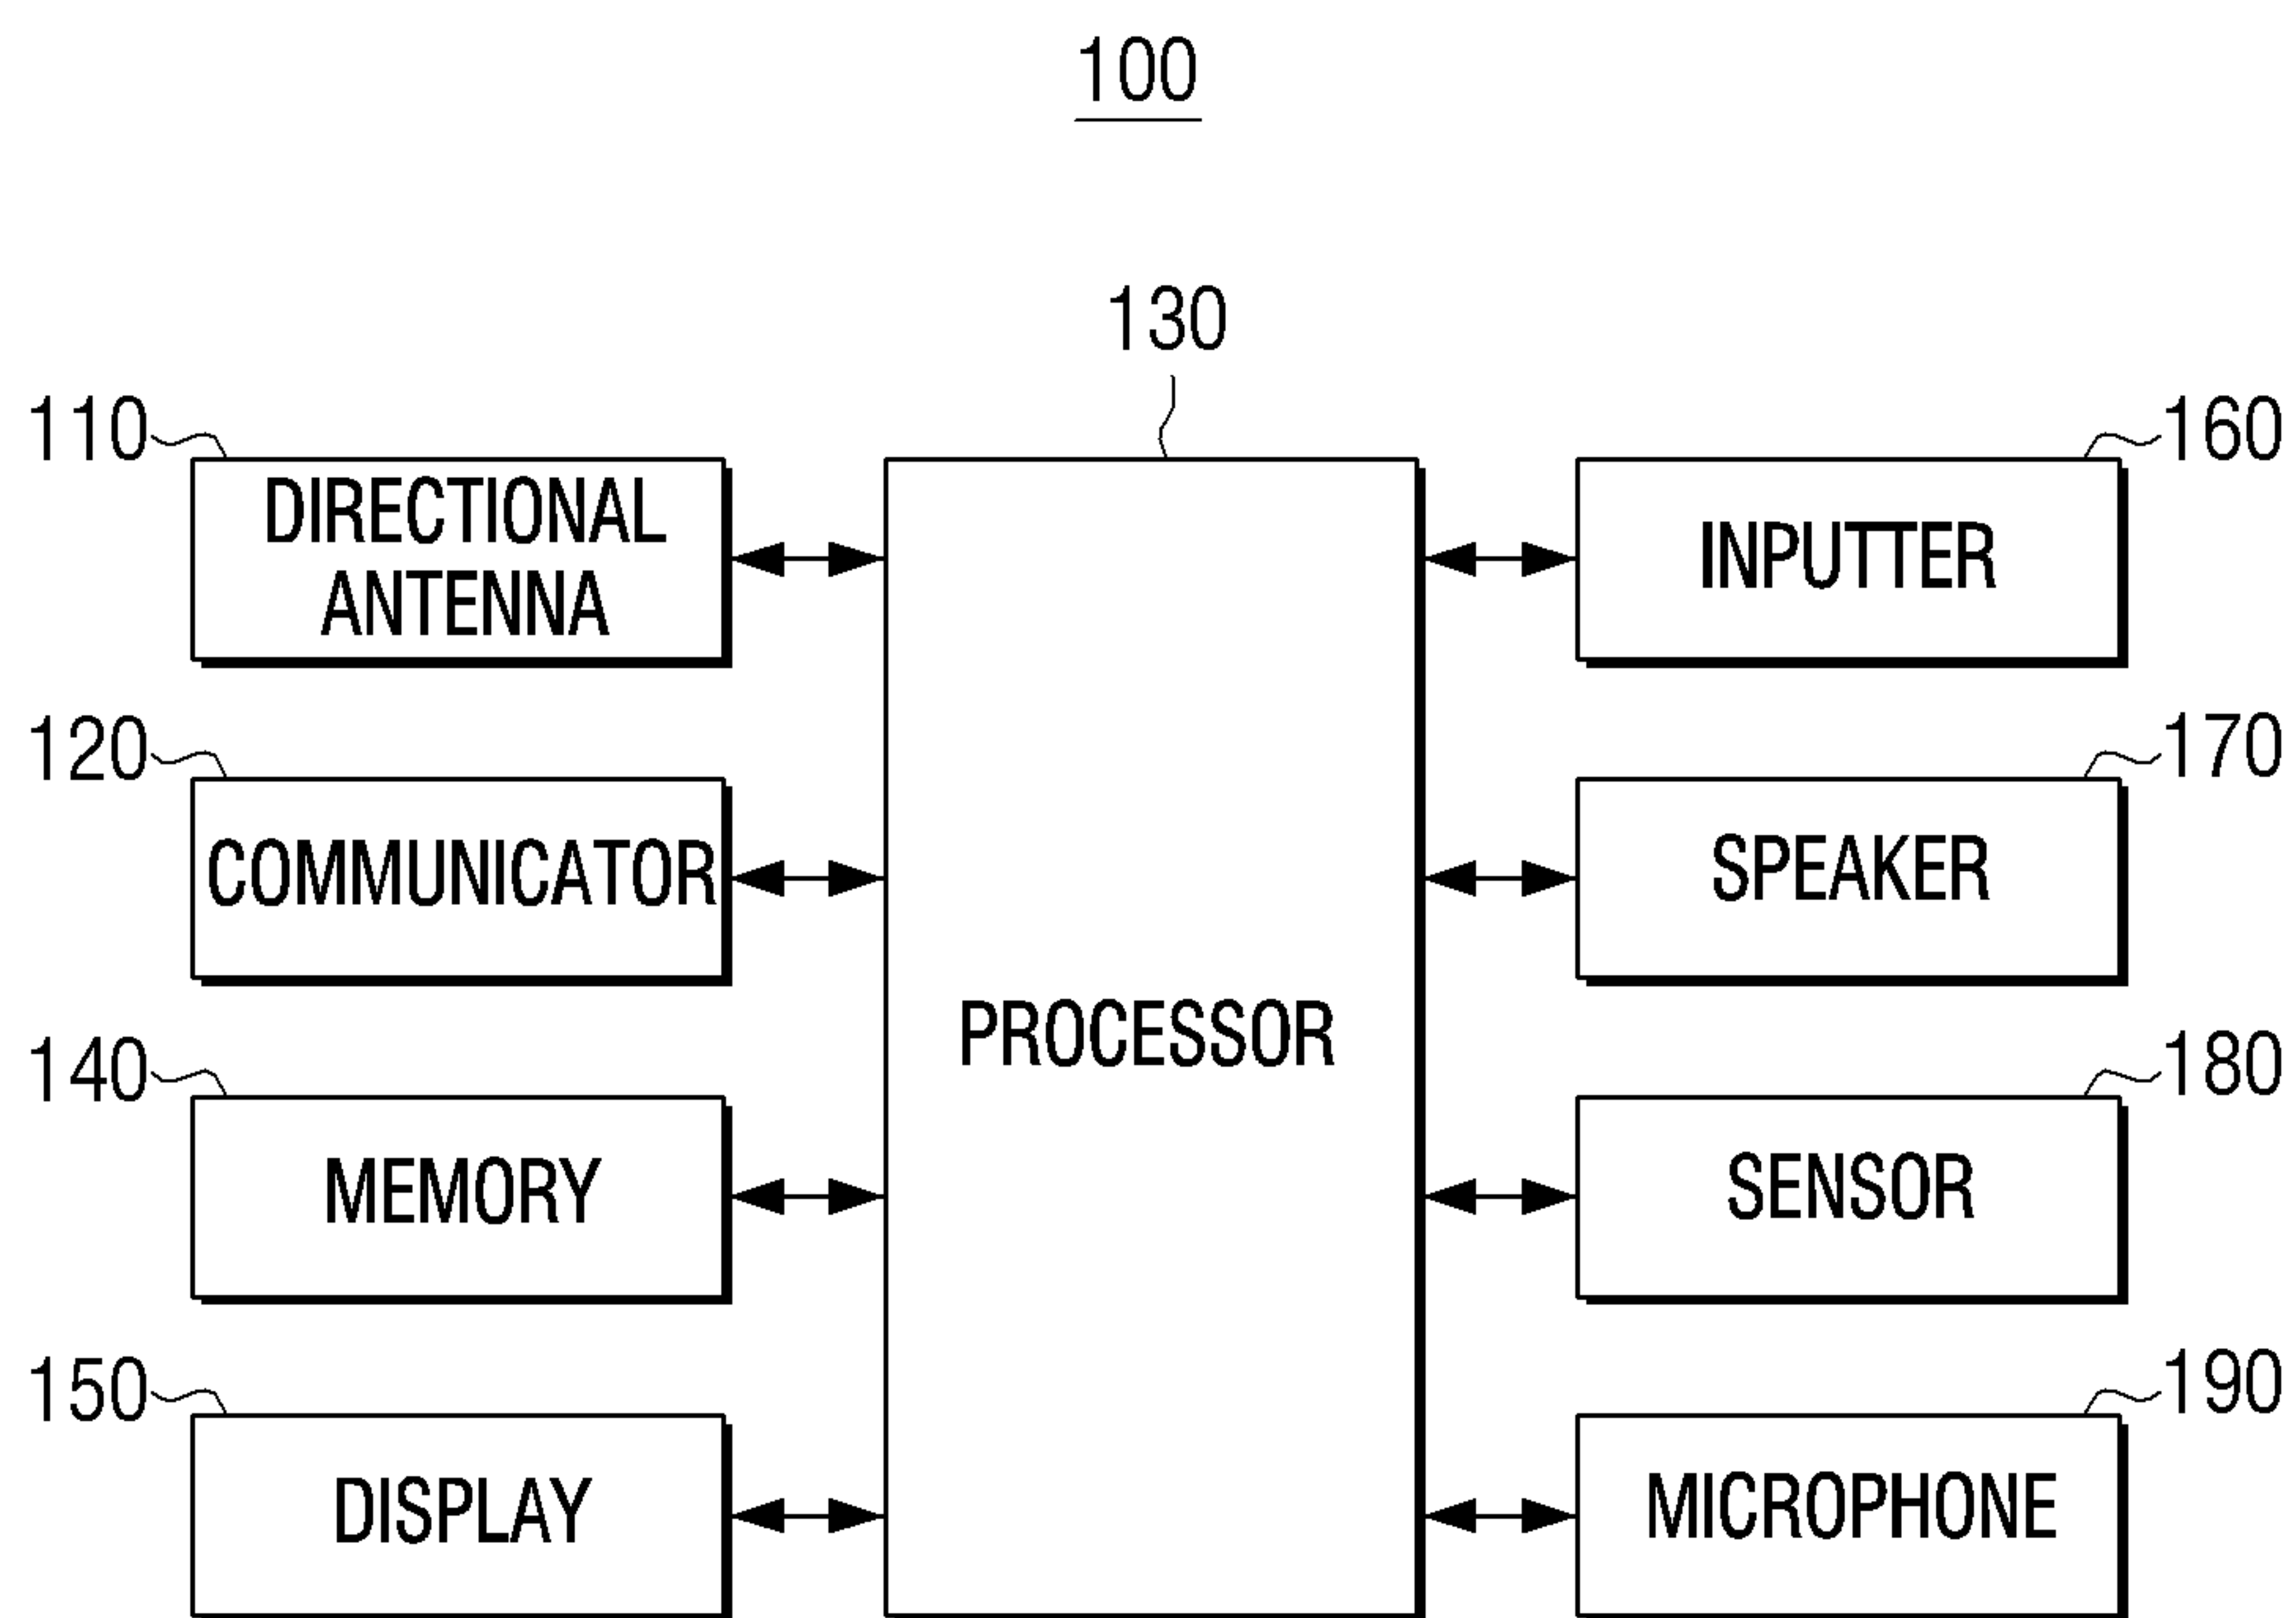 100
130
110
DIRECTIONAL
ANTENNA
160
INPUTTER
120
COMMUNICATOR
170
SPEAKER
PROCESSOR
140
MEMORY
180
SENSOR
150
DISPLAY
190
MICROPHONE